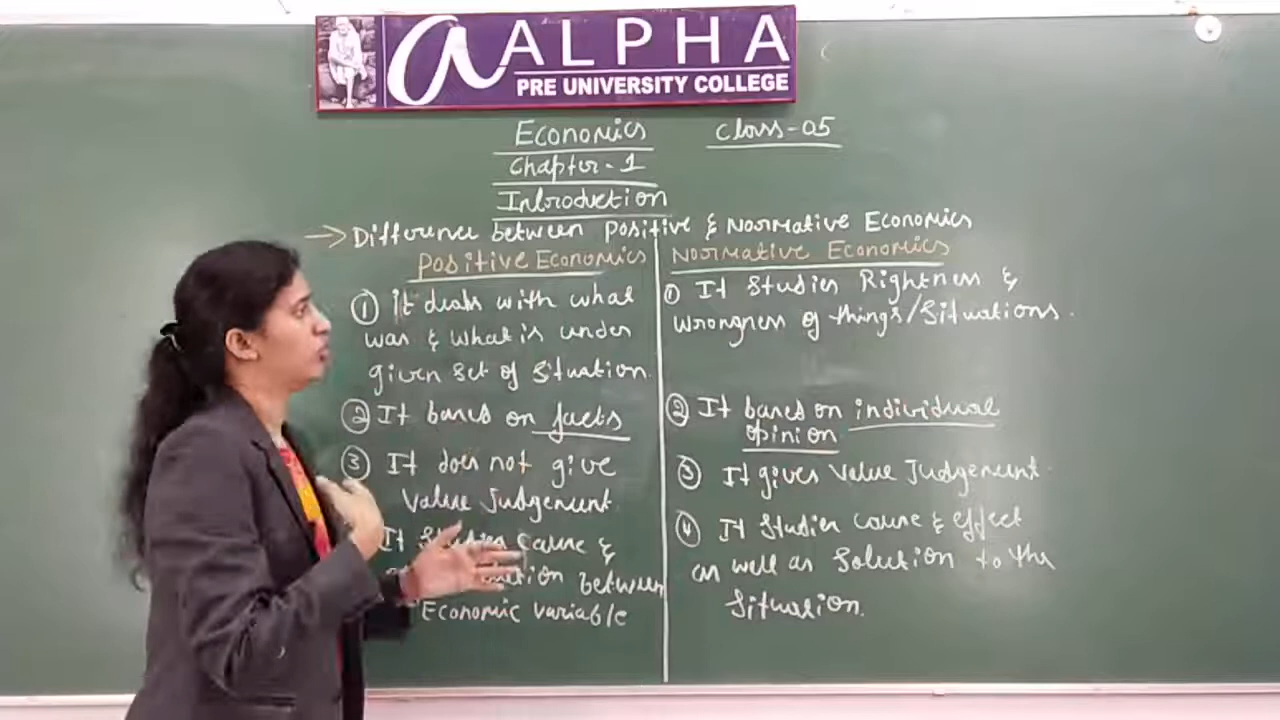 ALPHA
PRE UNIVERSITY COLLEGE
Economics Class-05
Chapter-1
Introduction
→ Difference between Positive & Normative Economics
Positive Economics
① It deals with what
was & what is under
given set of situation.
② It bases on facts
③ It does not give
Value Judgement.
It Studies Cause &
between
Economic variable
Normative Economics
① It Studies Rightness &
wrongness of things/Situations.
② It bases on individual
opinion
③ It gives Value Judgement.
④ It Studies cause & effect
as well as Solution to the
Situation.